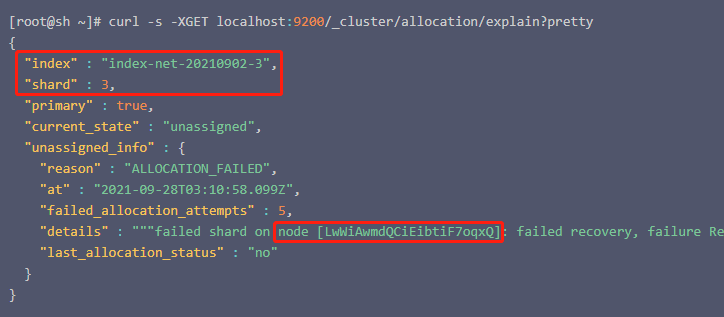 [root@sh ~]# curl -s -XGET localhost:9200/_cluster/allocation/explain?pretty
{
"index" : "index-net-20210902-3",
"shard" : 3,
"primary" : true,
"current_state" : "unassigned",
"unassigned_info" : {
"reason" : "ALLOCATION_FAILED",
"at" : "2021-09-28T03:10:58.099Z",
"failed_allocation_attempts" : 5,
"details" : """failed shard on node [LwWiAwmdQCiEibtiF7oqxQ]: failed recovery, failure Re
"last_allocation_status" : "no"
}
}